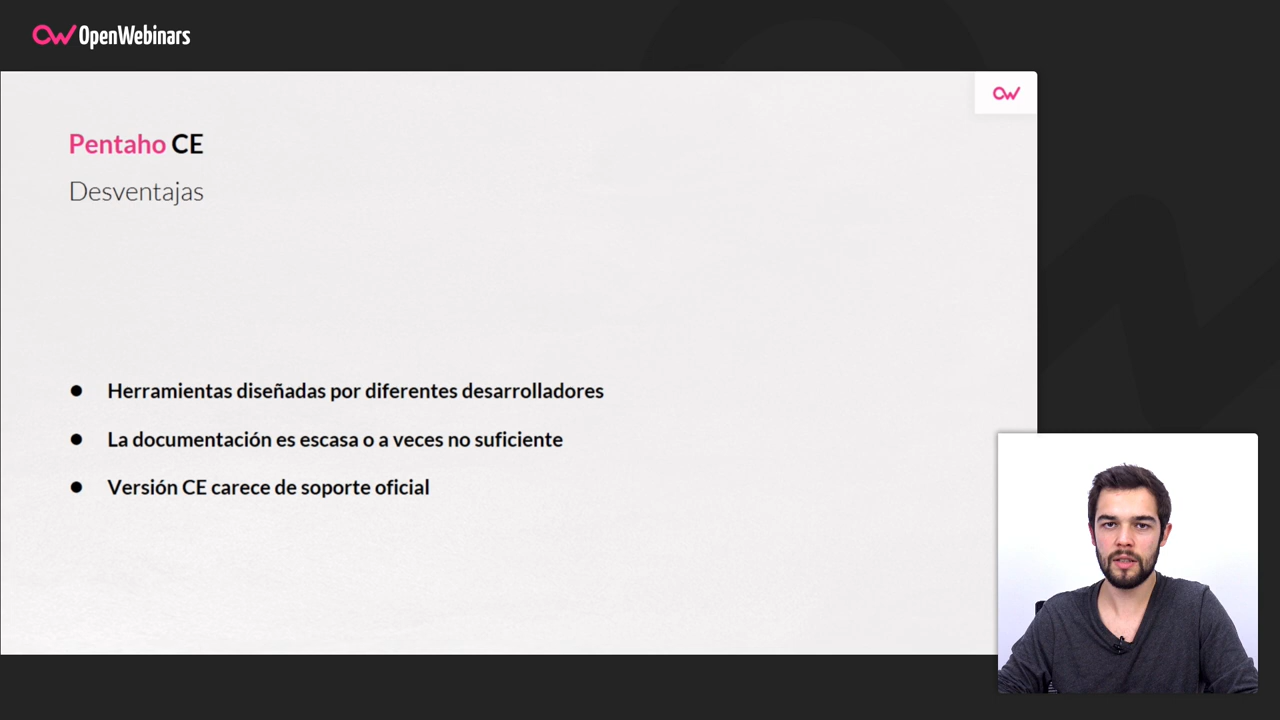 OpenWebinars
Pentaho CE
Desventajas
● Herramientas diseñadas por diferentes desarrolladores
● La documentación es escasa o a veces no suficiente
● Versión CE carece de soporte oficial